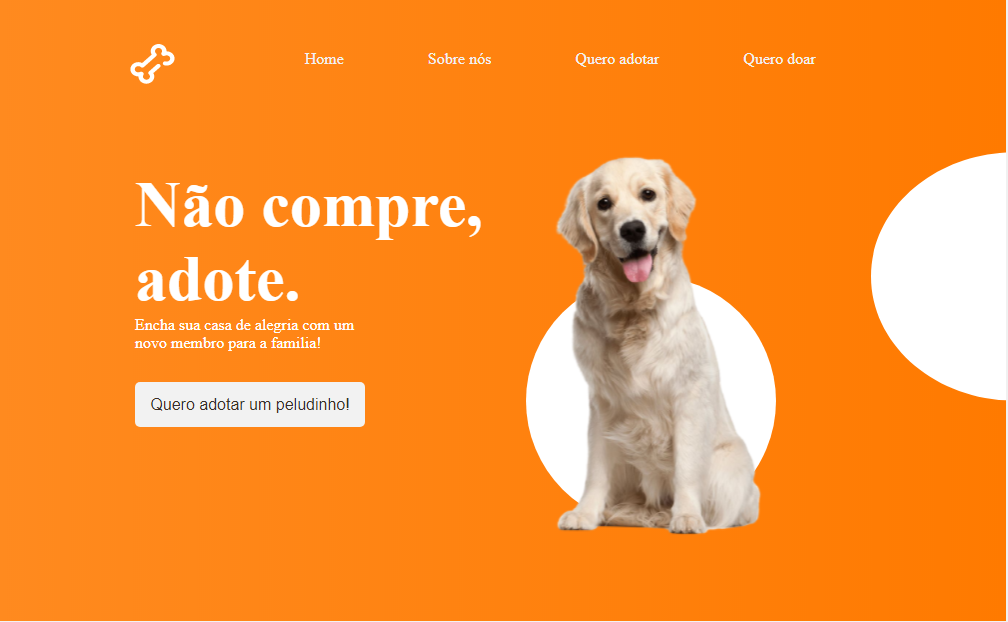 Home
Sobre nós
Quero adotar
Quero doar
Não compre,
adote.
Encha sua casa de alegria com um
novo membro para a familia!
Quero adotar um peludinho!